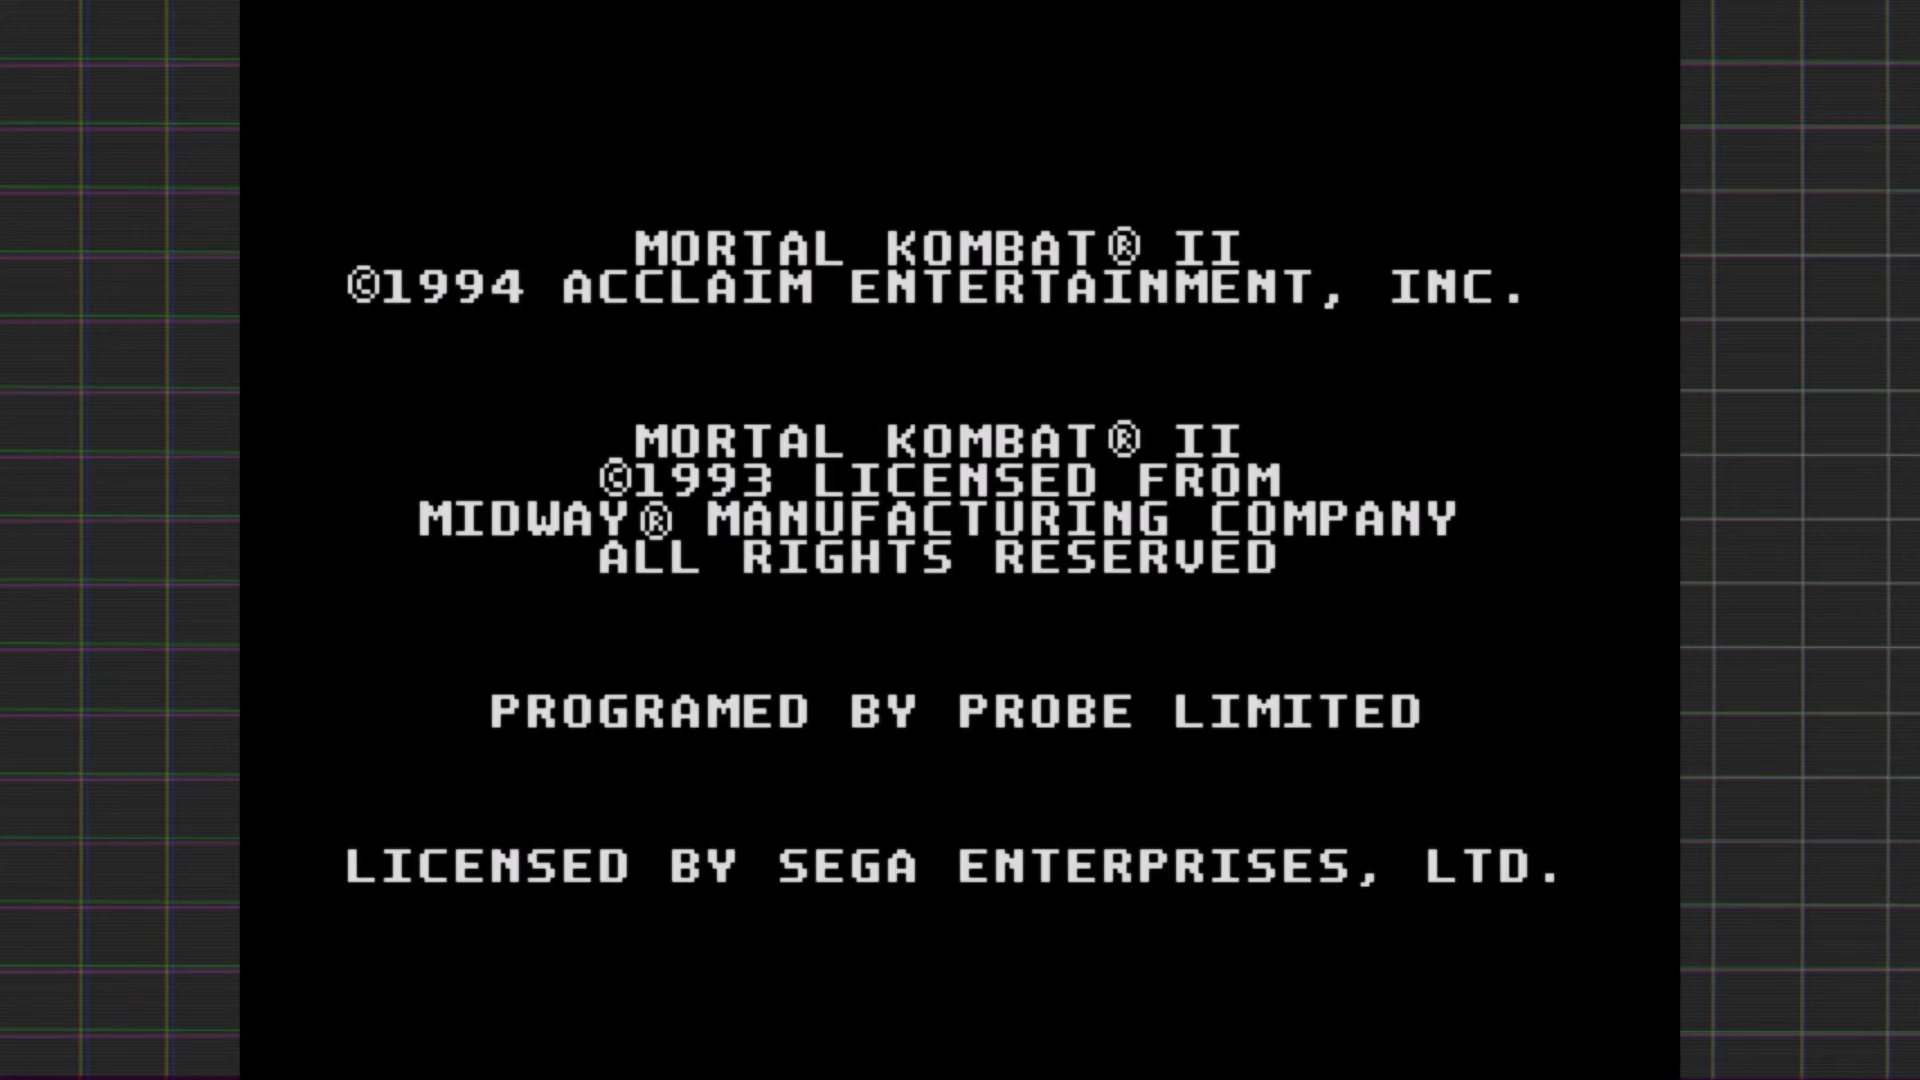 MORTAL KOMBAT® II
©1994 ACCLAIM ENTERTAINMENT, INC.
MORTAL KOMBAT® II
©1993 LICENSED FROM
MIDWAY® MANUFACTURING COMPANY
ALL RIGHTS RESERVED
PROGRAMED BY PROBE LIMITED
LICENSED BY SEGA ENTERPRISES, LTD.